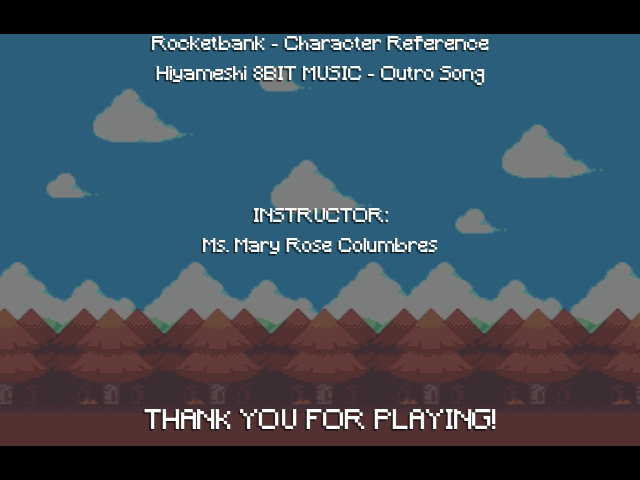 Rocketbank - Character Reference
Hiyameshi 8BIT MUSIC - Outro Song
INSTRUCTOR:
Ms. Mary Rose Columbres
THANK YOU FOR PLAYING!